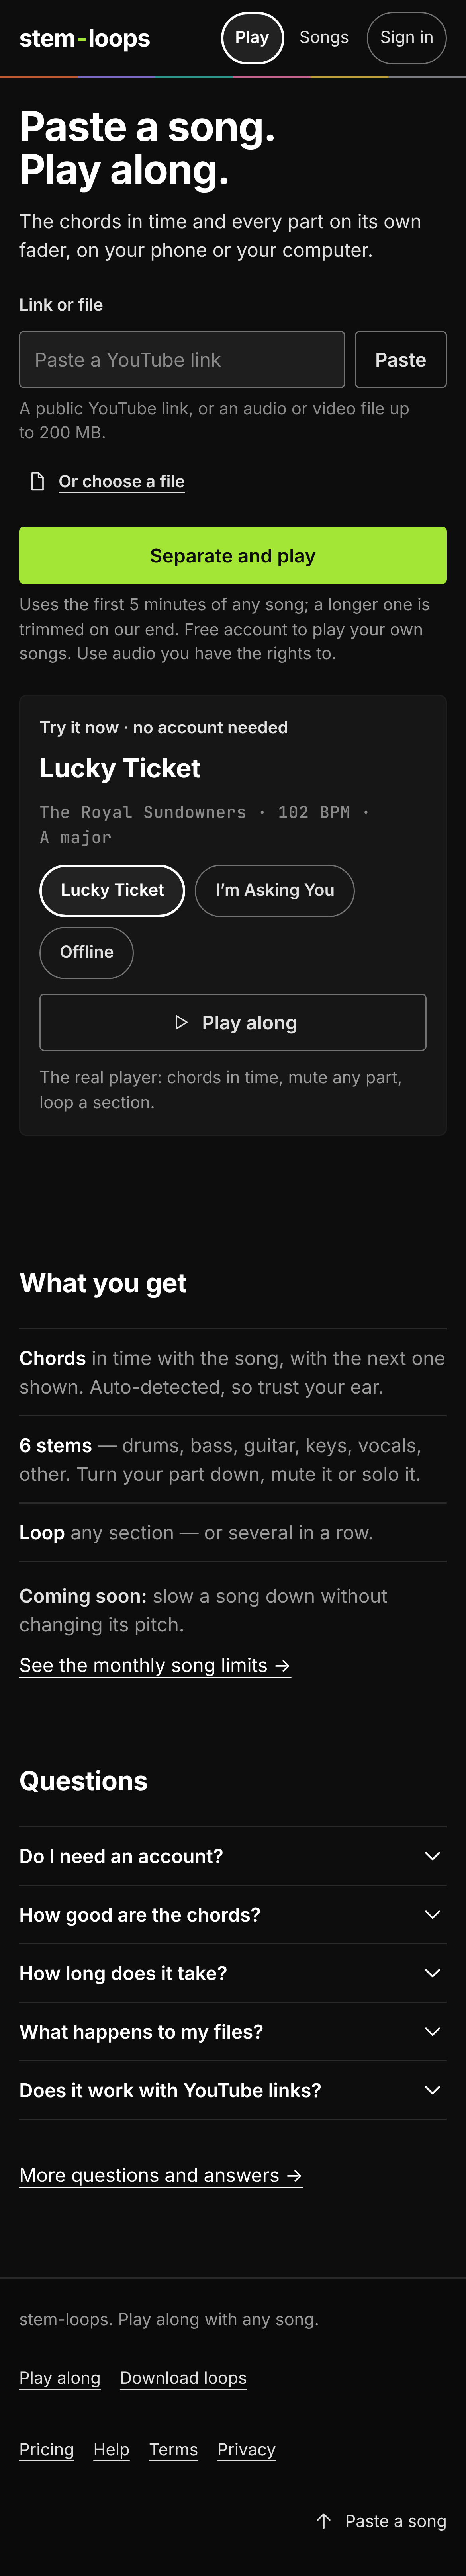 stem-loops
Play
Songs
Sign in
Paste a song.
Play along.
The chords in time and every part on its own
fader, on your phone or your computer.
Link or file
Paste a YouTube link
Paste
A public YouTube link, or an audio or video file up
to 200 MB.
Or choose a file
Separate and play
Uses the first 5 minutes of any song; a longer one is
trimmed on our end. Free account to play your own
songs. Use audio you have the rights to.
Try it now · no account needed
Lucky Ticket
The Royal Sundowners · 102 BPM ·
A major
Lucky Ticket
I’m Asking You
Offline
Play along
The real player: chords in time, mute any part,
loop a section.
What you get
Chords in time with the song, with the next one
shown. Auto-detected, so trust your ear.
6 stems — drums, bass, guitar, keys, vocals,
other. Turn your part down, mute it or solo it.
Loop any section — or several in a row.
Coming soon: slow a song down without
changing its pitch.
See the monthly song limits →
Questions
Do I need an account?
How good are the chords?
How long does it take?
What happens to my files?
Does it work with YouTube links?
More questions and answers →
stem-loops. Play along with any song.
Play along
Download loops
Pricing
Help
Terms
Privacy
↑ Paste a song